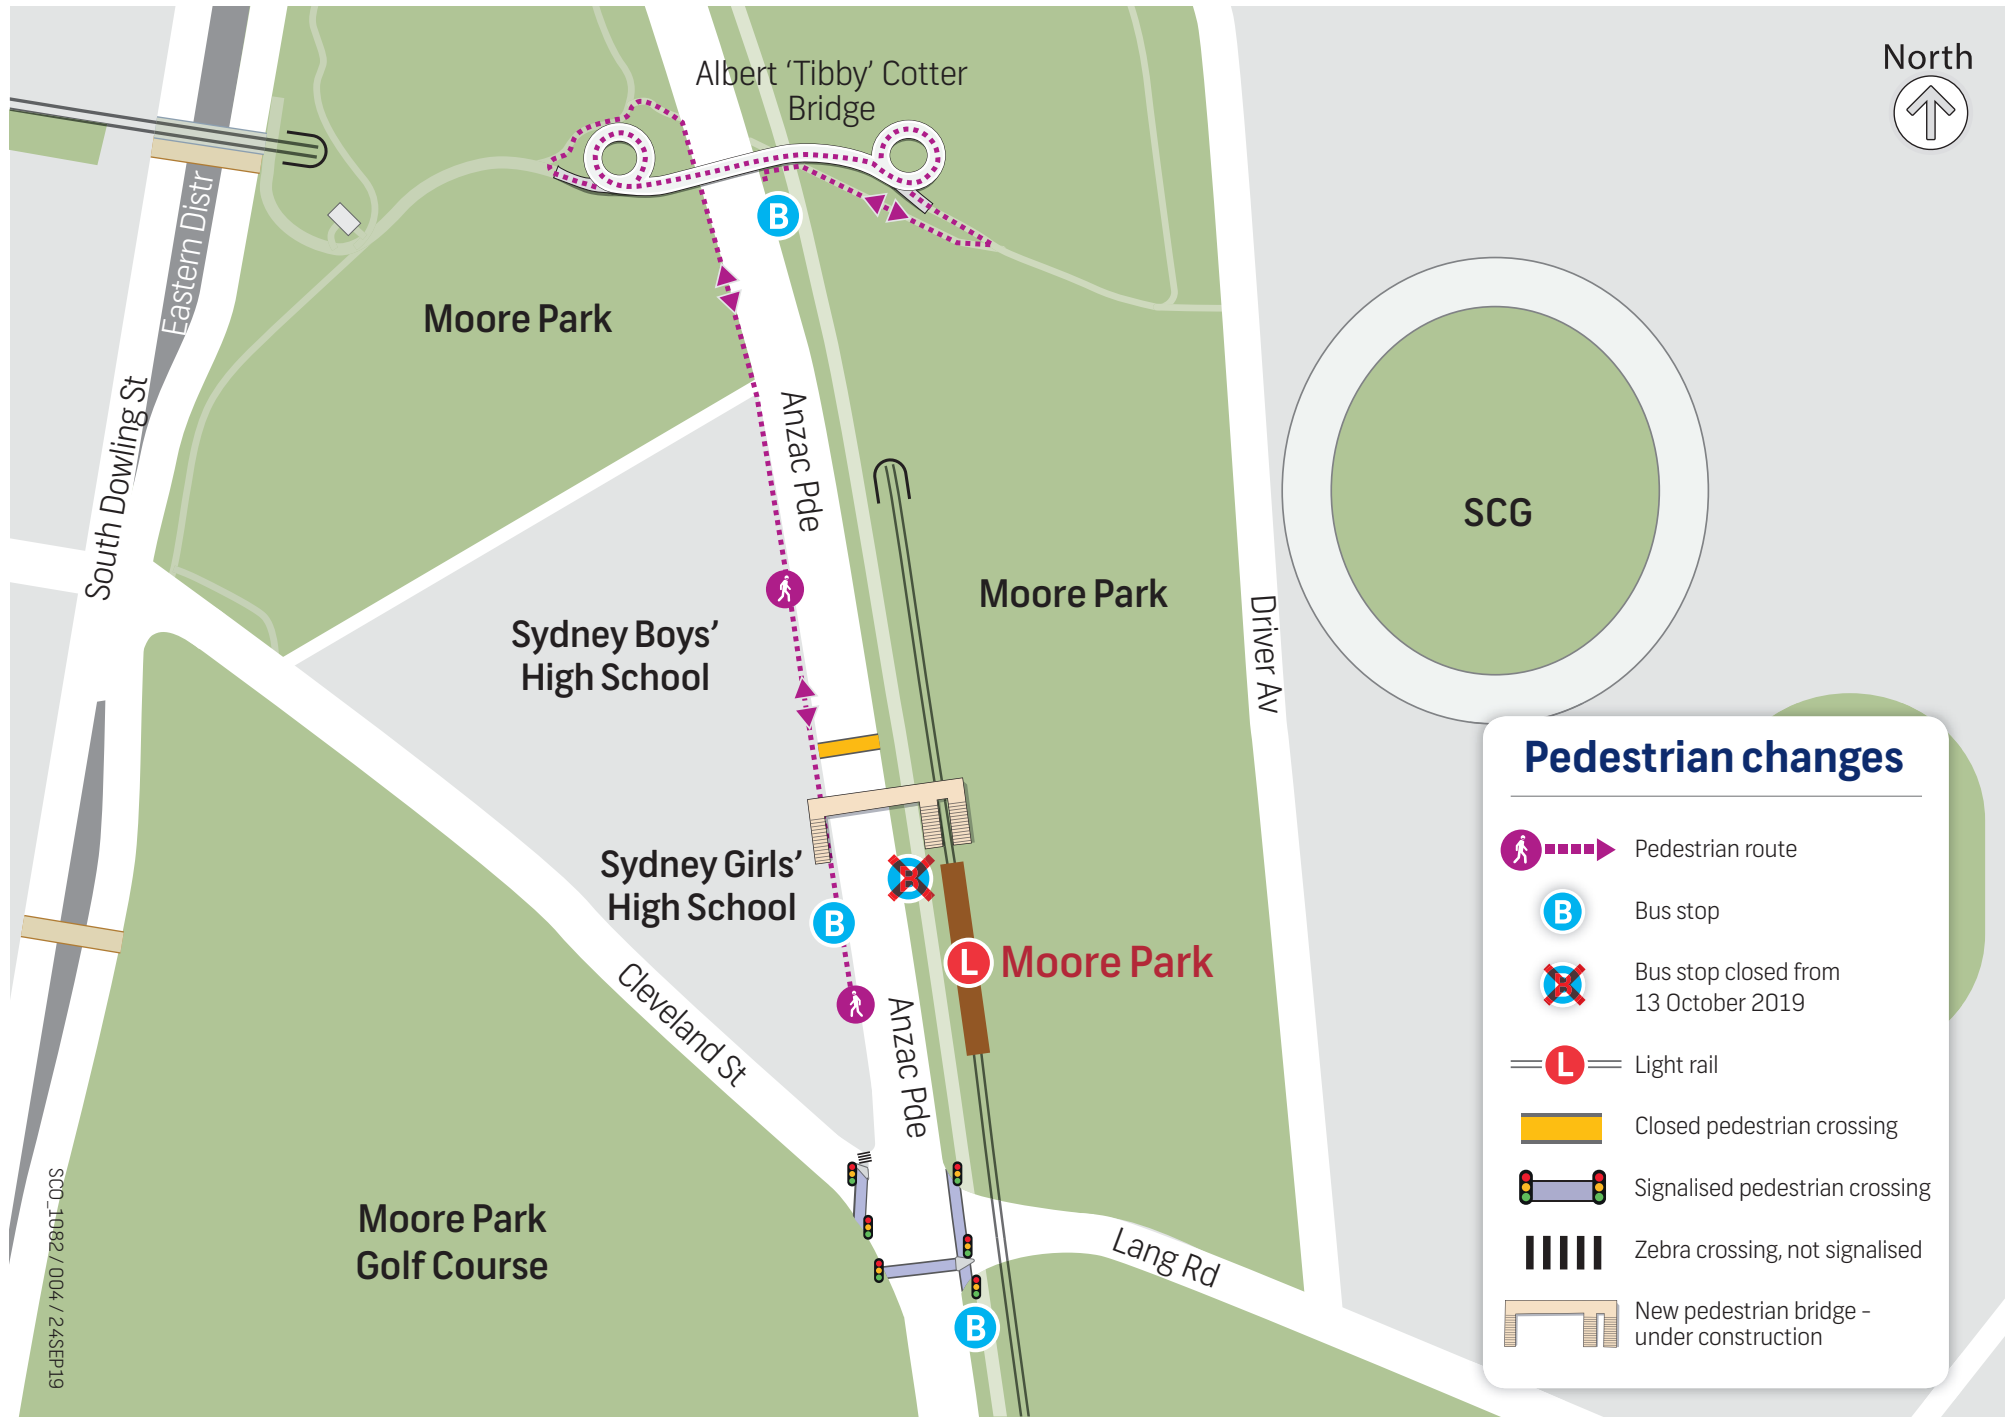 North
Albert ‘Tibby’ Cotter
Bridge
B
Eastern Distr
Moore Park
South Dowling St
Anzac Pde
SCG
Moore Park
Driver Av
Sydney Boys’
High School
Sydney Girls’
High School
B
B
L
Moore Park
Cleveland St
Anzac Pde
Moore Park
Golf Course
Lang Rd
B
SCO_1082 / 004 / 24SEP19
Pedestrian changes
Pedestrian route
B
Bus stop
B
Bus stop closed from
13 October 2019
L
Light rail
Closed pedestrian crossing
Signalised pedestrian crossing
Zebra crossing, not signalised
New pedestrian bridge -
under construction